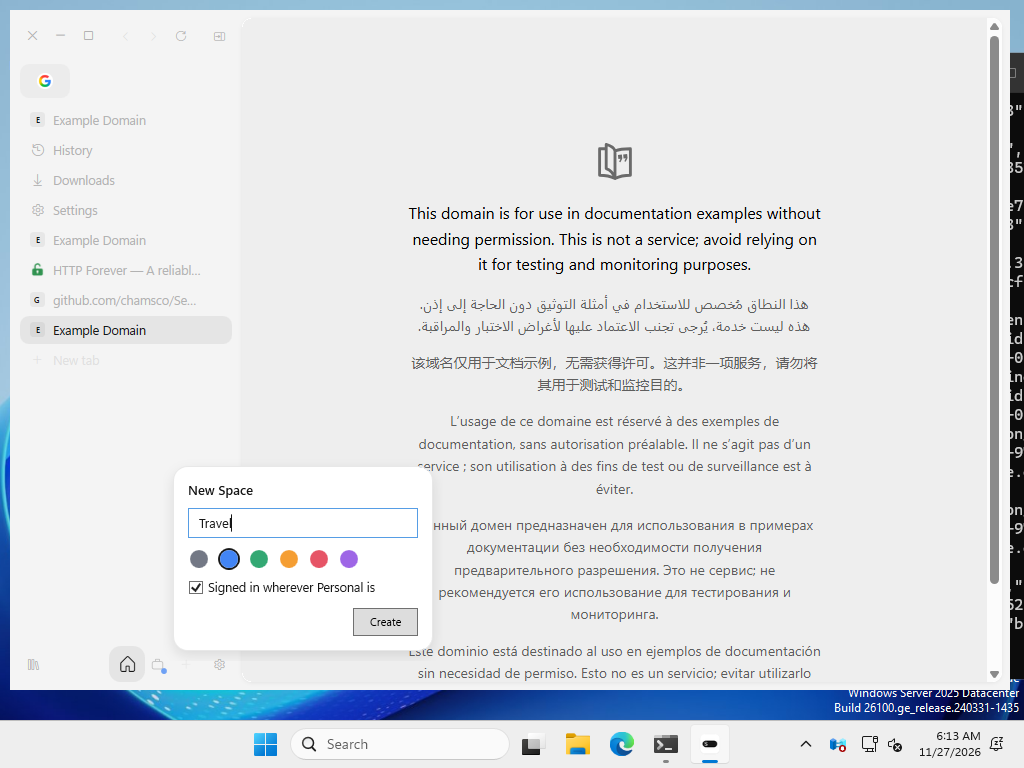 E Example Domain
History
Downloads
Settings
E Example Domain
HTTP Forever — A reliabl...
G github.com/chamsco/Se...
E Example Domain
New tab
This domain is for use in documentation examples without
needing permission. This is not a service; avoid relying on
it for testing and monitoring purposes.
هذا النطاق مُخصص للاستخدام في أمثلة التوثيق دون الحاجة إلى إذن.
هذه ليست خدمة، يُرجى تجنب الاعتماد عليها لأغراض الاختبار والمراقبة.
该域名仅用于文档示例，无需获得许可。这并非一项服务，请勿将
其用于测试和监控目的。
L’usage de ce domaine est réservé à des exemples de
documentation, sans autorisation préalable. Il ne s’agit pas d’un
service ; son utilisation à des fins de test ou de surveillance est à
éviter.
нный домен предназначен для использования в примерах
документации без необходимости получения
предварительного разрешения. Это не сервис; не
рекомендуется его использование для тестирования и
мониторинга.
Este dominio está destinado al uso en ejemplos de documentación
sin necesidad de permiso. Esto no es un servicio; evitar utilizarlo
New Space
Travel
Signed in wherever Personal is
Create
Windows Server 2025 Datacenter
Build 26100.ge_release.240331-1435
Search
6:13 AM
11/27/2026